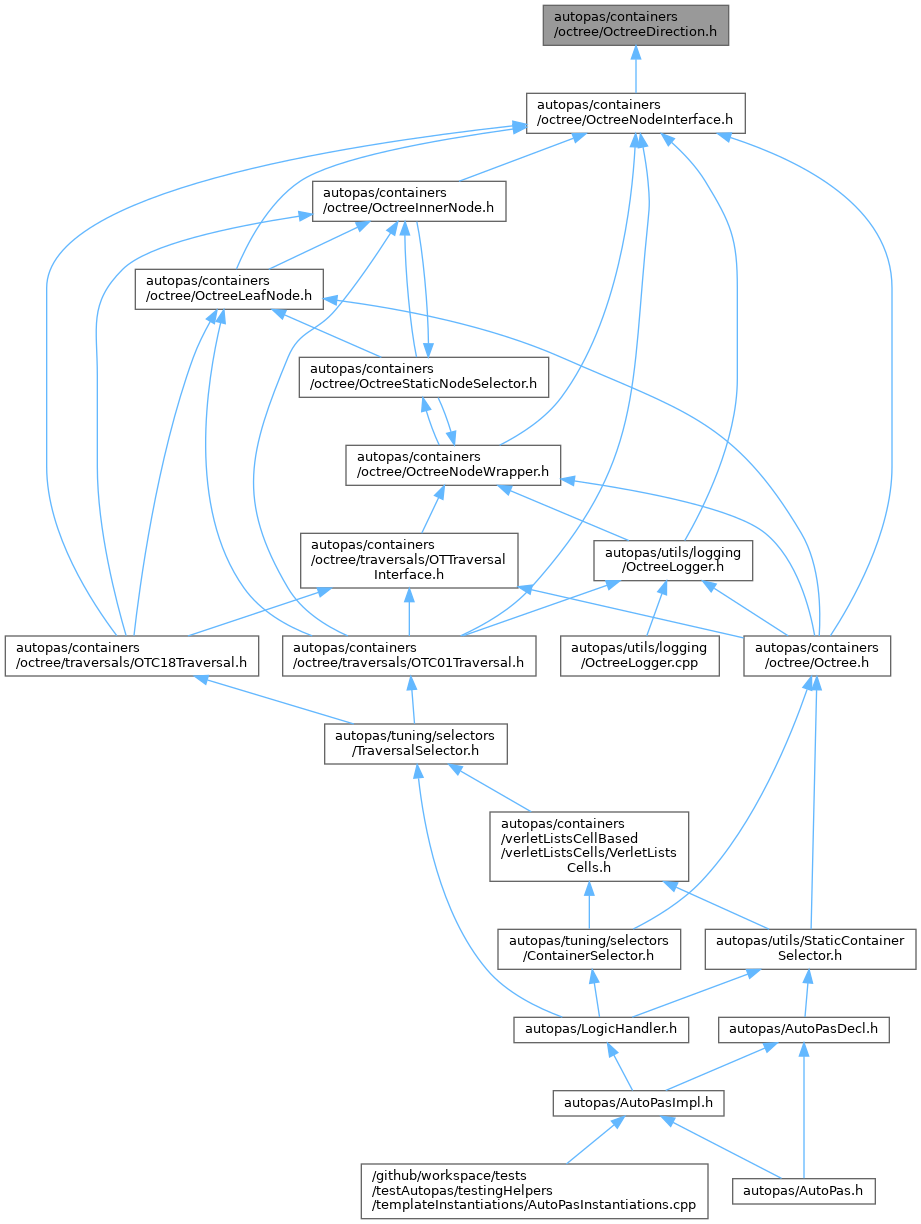 autopas/containers
/octree/OctreeDirection.h
autopas/containers
/octree/OctreeNodeInterface.h
autopas/containers
/octree/OctreeInnerNode.h
autopas/containers
/octree/OctreeLeafNode.h
autopas/containers
/octree/OctreeStaticNodeSelector.h
autopas/containers
/octree/OctreeNodeWrapper.h
autopas/containers
/octree/traversals/OTTraversal
Interface.h
autopas/utils/logging
/OctreeLogger.h
autopas/containers
/octree/traversals/OTC18Traversal.h
autopas/containers
/octree/traversals/OTC01Traversal.h
autopas/utils/logging
/OctreeLogger.cpp
autopas/containers
/octree/Octree.h
autopas/tuning/selectors
/TraversalSelector.h
autopas/containers
/verletListsCellBased
/verletListsCells/VerletLists
Cells.h
autopas/tuning/selectors
/ContainerSelector.h
autopas/utils/StaticContainer
Selector.h
autopas/LogicHandler.h
autopas/AutoPasDecl.h
autopas/AutoPasImpl.h
/github/workspace/tests
/testAutopas/testingHelpers
/templateInstantiations/AutoPasInstantiations.cpp
autopas/AutoPas.h